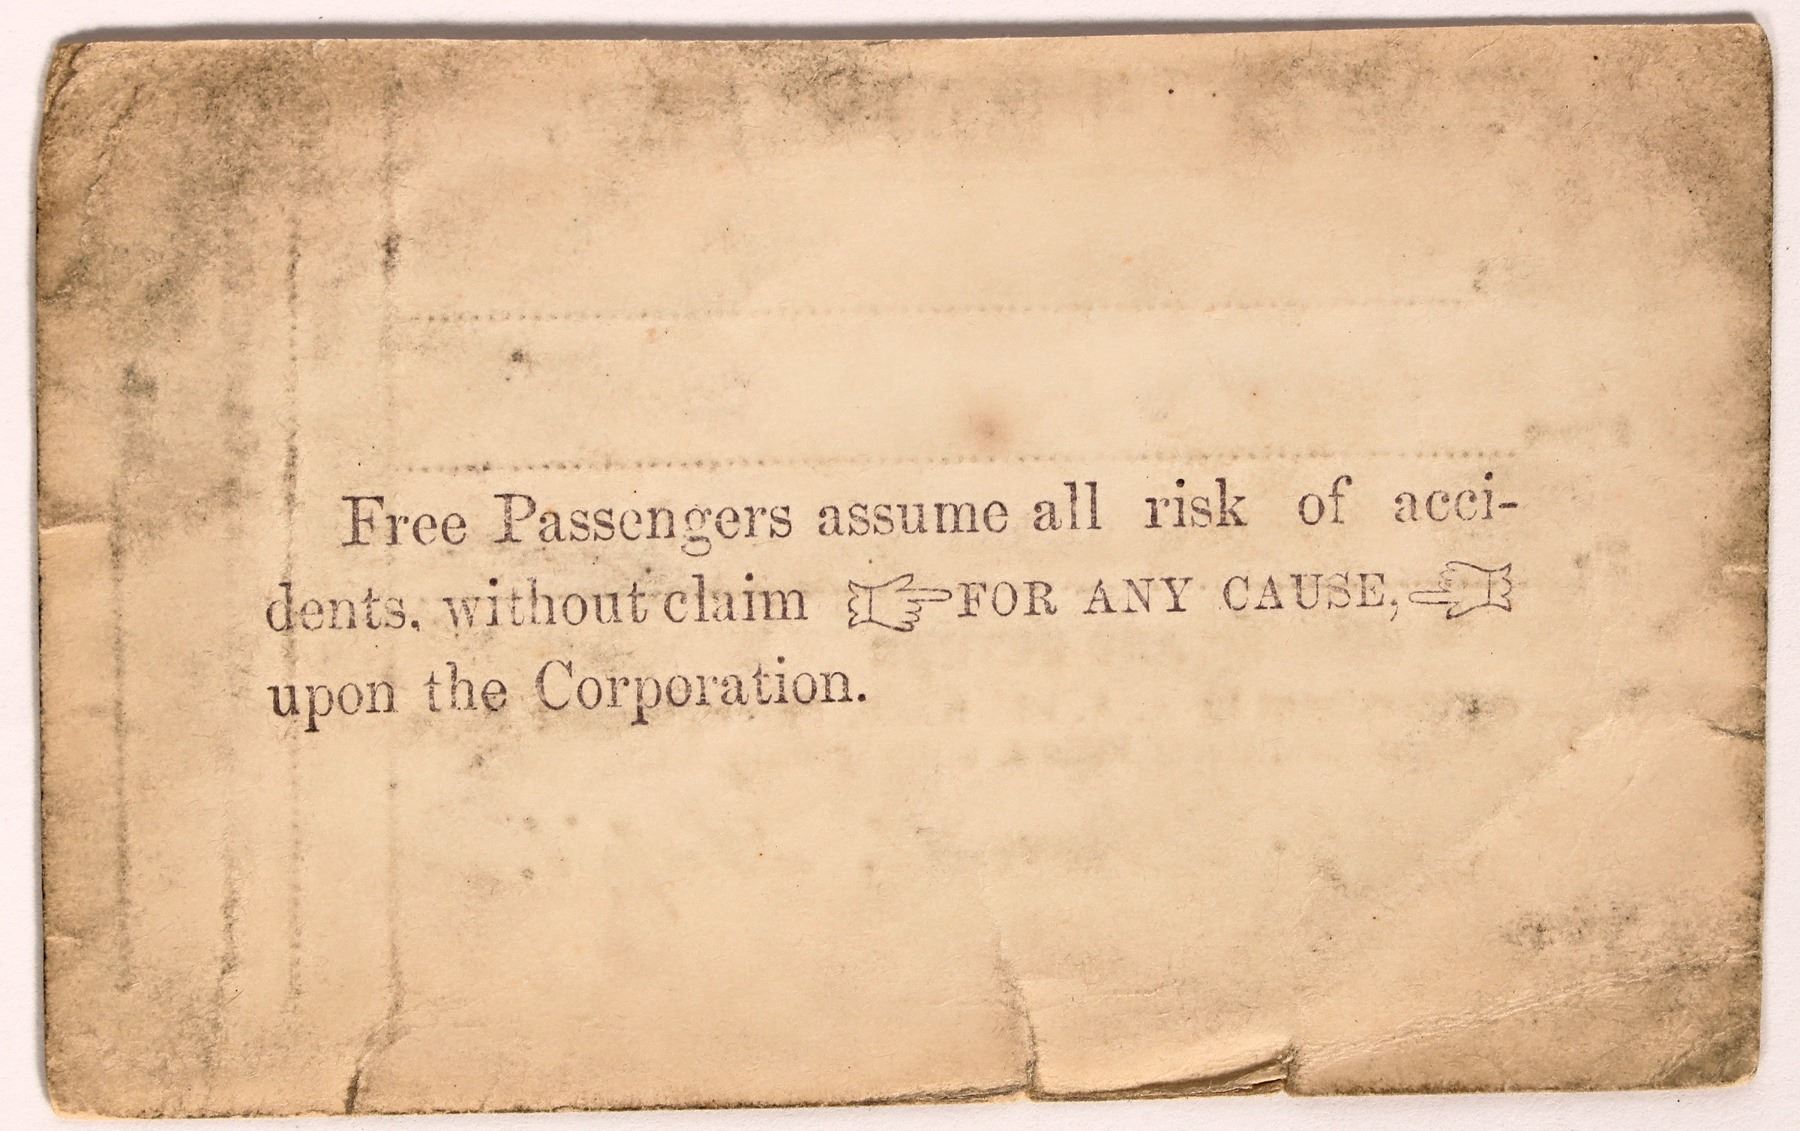 Free Passengers assume all risk of acci-
dents, without claim ☞FOR ANY CAUSE,☜
upon the Corporation.